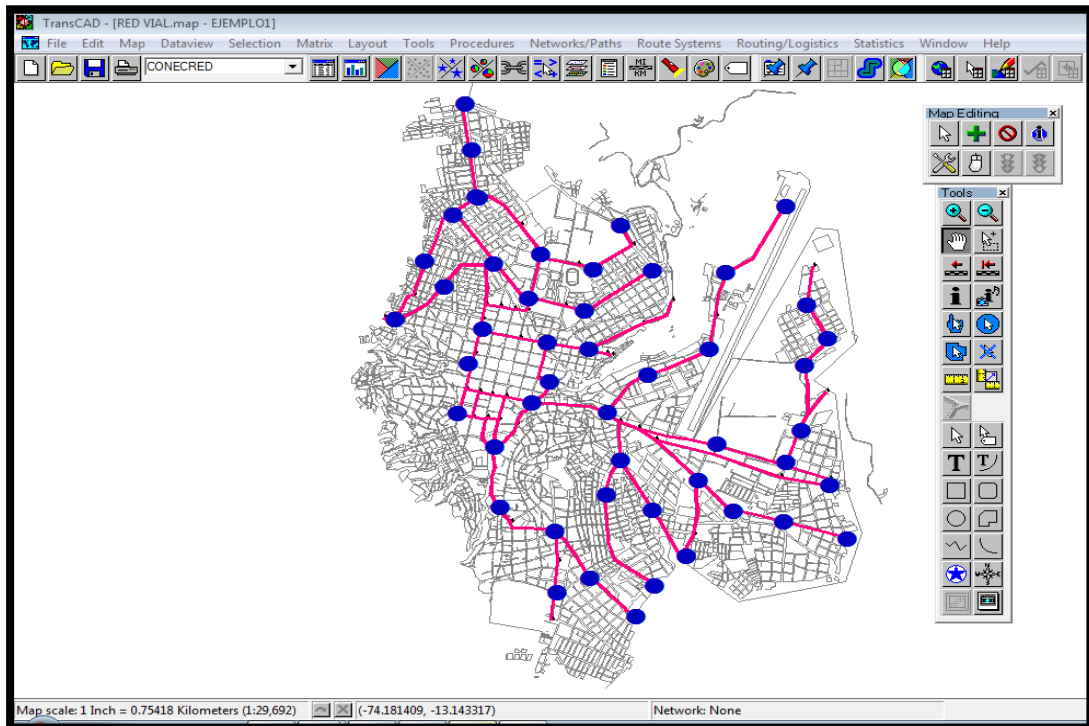 TransCAD - [RED VIAL.map - EJEMPLO1]
File Edit Map Dataview Selection Matrix Layout Tools Procedures Networks/Paths Route Systems Routing/Logistics Statistics Window Help
CONECRED
MI
KM
Map Editing
Tools
T T
Map scale: 1 Inch = 0.75418 Kilometers (1:29,692)
(-74.181409, -13.143317)
Network: None